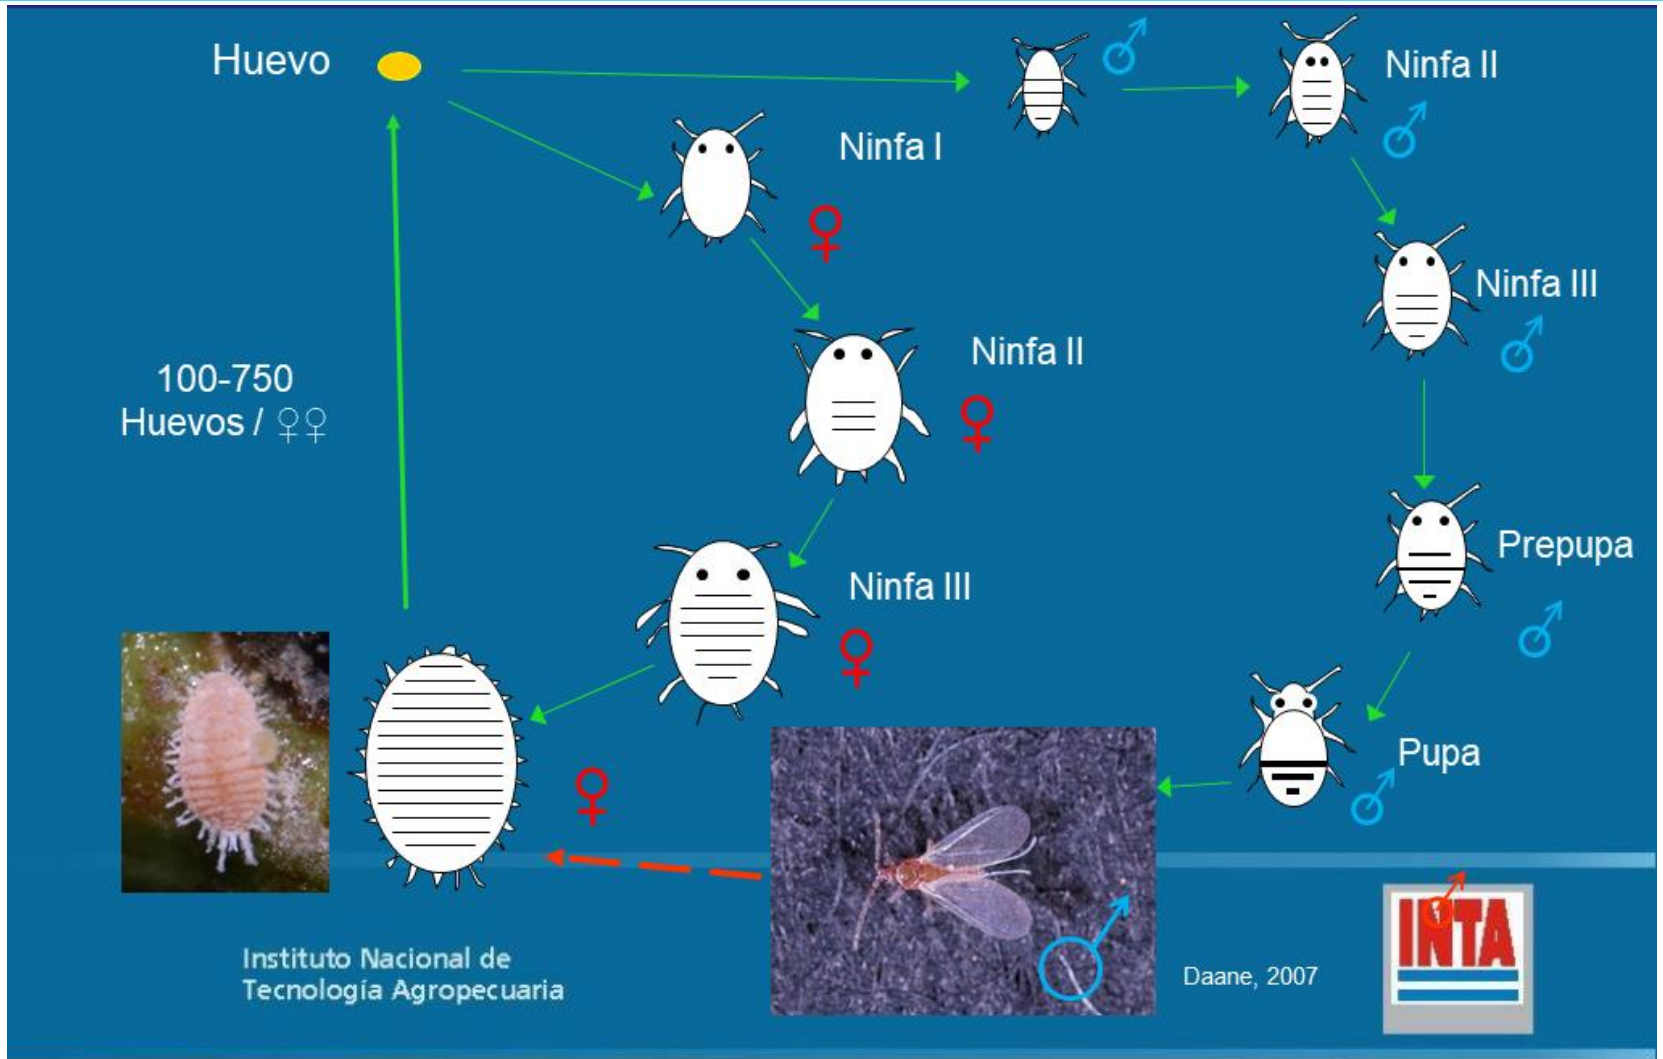 Huevo
Ninfa I
Ninfa II
Ninfa II
Ninfa III
Ninfa III
100-750
Huevos / ♀♀
Prepupa
Pupa
Instituto Nacional de
Tecnología Agropecuaria
Daane, 2007
INTA